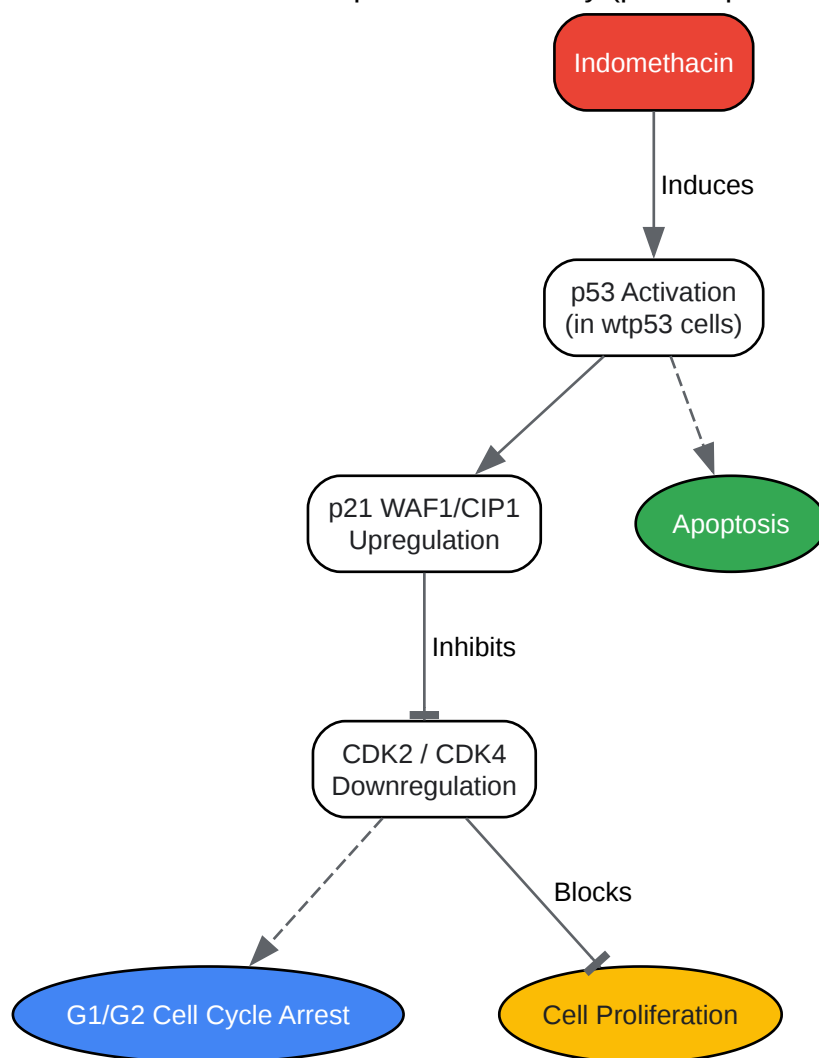 Indomethacin
Induces
p53 Activation
(in wtp53 cells)
p21 WAF1/CIP1
Upregulation
Apoptosis
Inhibits
CDK2 / CDK4
Downregulation
Blocks
G1/G2 Cell Cycle Arrest
Cell Proliferation